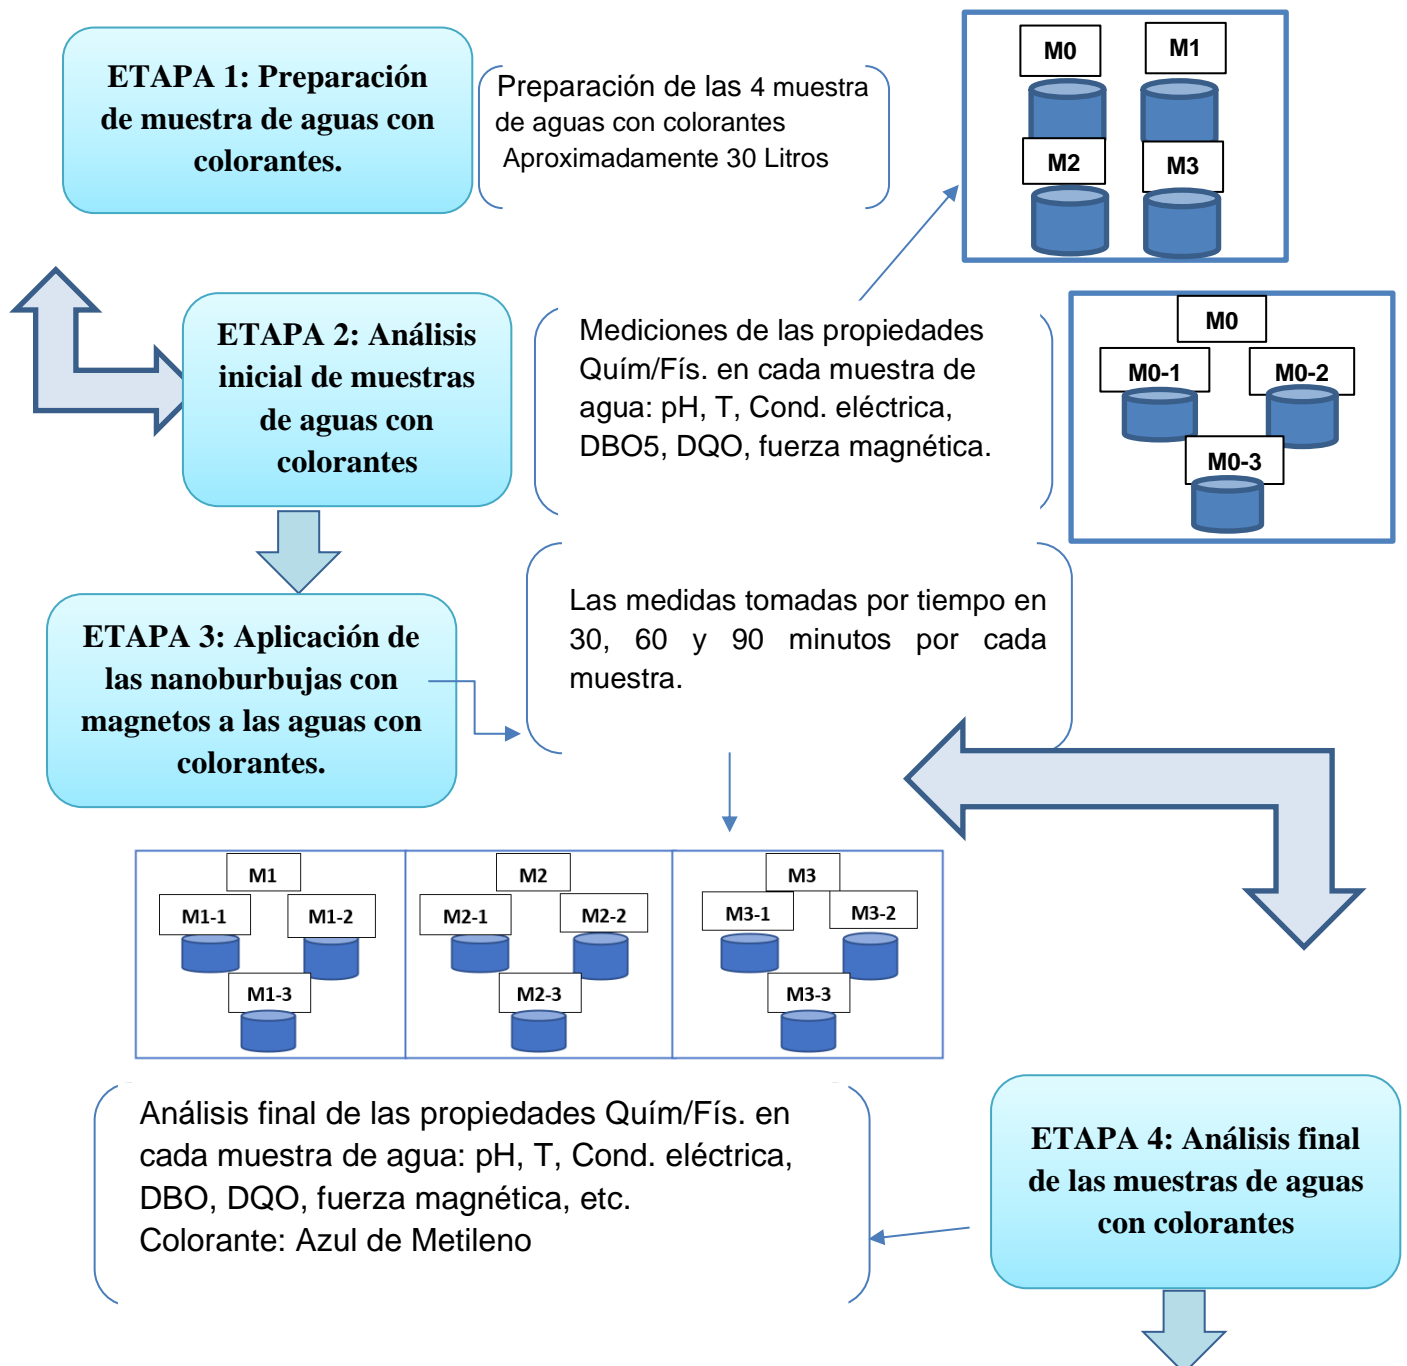 ETAPA 1: Preparación
de muestra de aguas con
colorantes.
Preparación de las 4 muestra
de aguas con colorantes
Aproximadamente 30 Litros
M0
M1
M2
M3
ETAPA 2: Análisis
inicial de muestras
de aguas con
colorantes
Mediciones de las propiedades
Quím/Fís. en cada muestra de
agua: pH, T, Cond. eléctrica,
DBO5, DQO, fuerza magnética.
M0
M0-1
M0-2
M0-3
ETAPA 3: Aplicación de
las nanoburbujas con
magnetos a las aguas con
colorantes.
Las medidas tomadas por tiempo en
30, 60 y 90 minutos por cada
muestra.
M1
M1-1
M1-2
M1-3
M2
M2-1
M2-2
M2-3
M3
M3-1
M3-2
M3-3
Análisis final de las propiedades Quím/Fís. en
cada muestra de agua: pH, T, Cond. eléctrica,
DBO, DQO, fuerza magnética, etc.
Colorante: Azul de Metileno
ETAPA 4: Análisis final
de las muestras de aguas
con colorantes